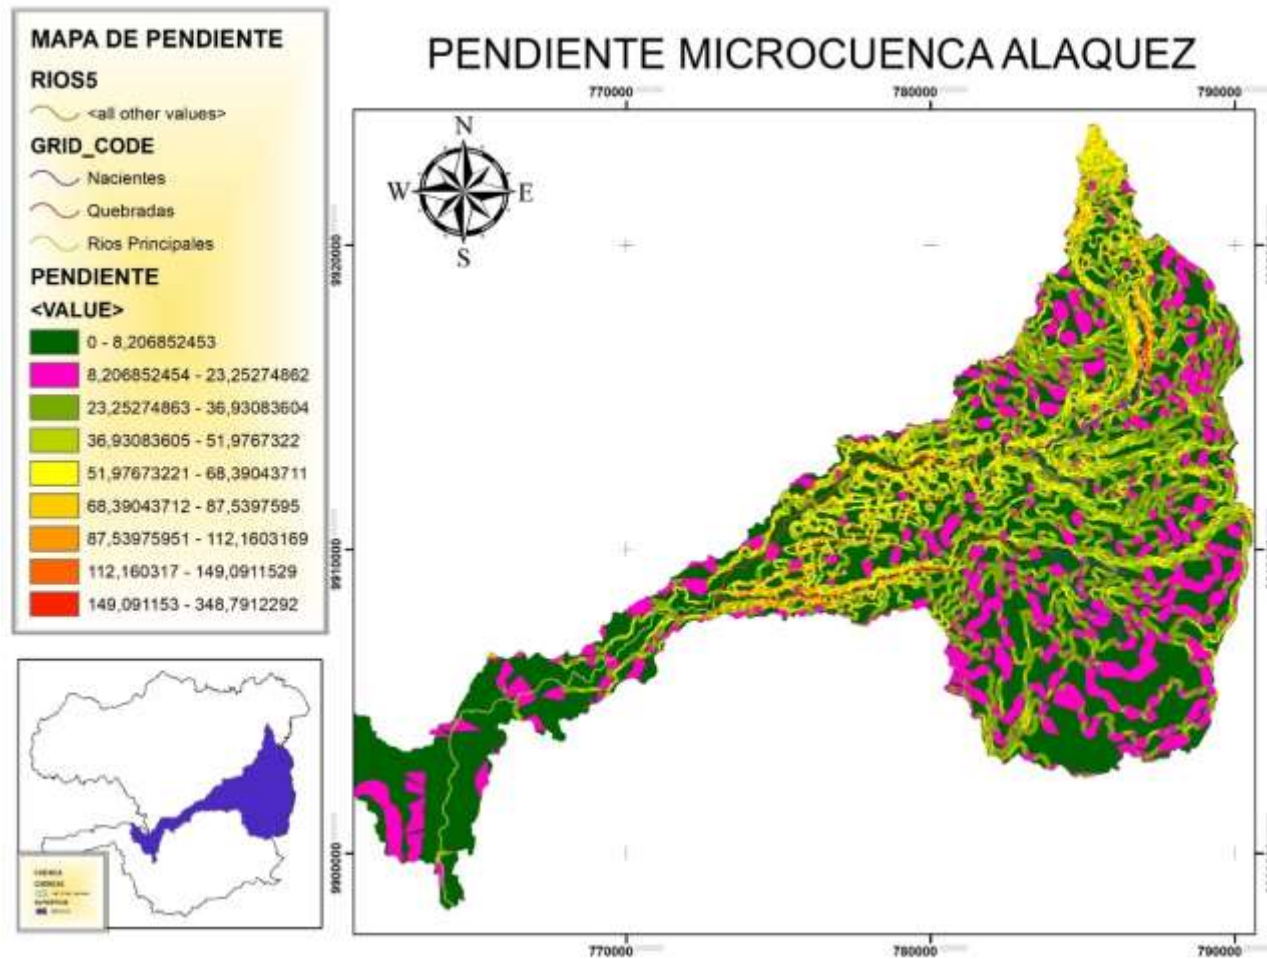 MAPA DE PENDIENTE
RIOS5
<all other values>
GRID_CODE
Nacientes
Quebradas
Rios Principales
PENDIENTE
<VALUE>
0 - 8,206852453
8,206852454 - 23,25274862
23,25274863 - 36,93083604
36,93083605 - 51,9767322
51,97673221 - 68,39043711
68,39043712 - 87,5397595
87,53975951 - 112,1603169
112,160317 - 149,0911529
149,091153 - 348,7912292
PENDIENTE MICROCUENCA ALAQUEZ
770000
780000
790000
N
W
E
S
9920000
9910000
9900000
770000
780000
790000